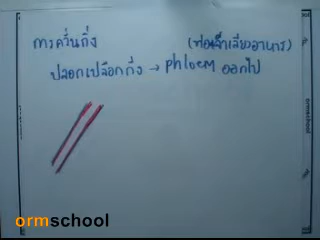 การควั่นกิ่ง (ท่อลำเลียงอาหาร)
ปลอกเปลือกกิ่ง → phloem ออกไป
ormschool
ormschool